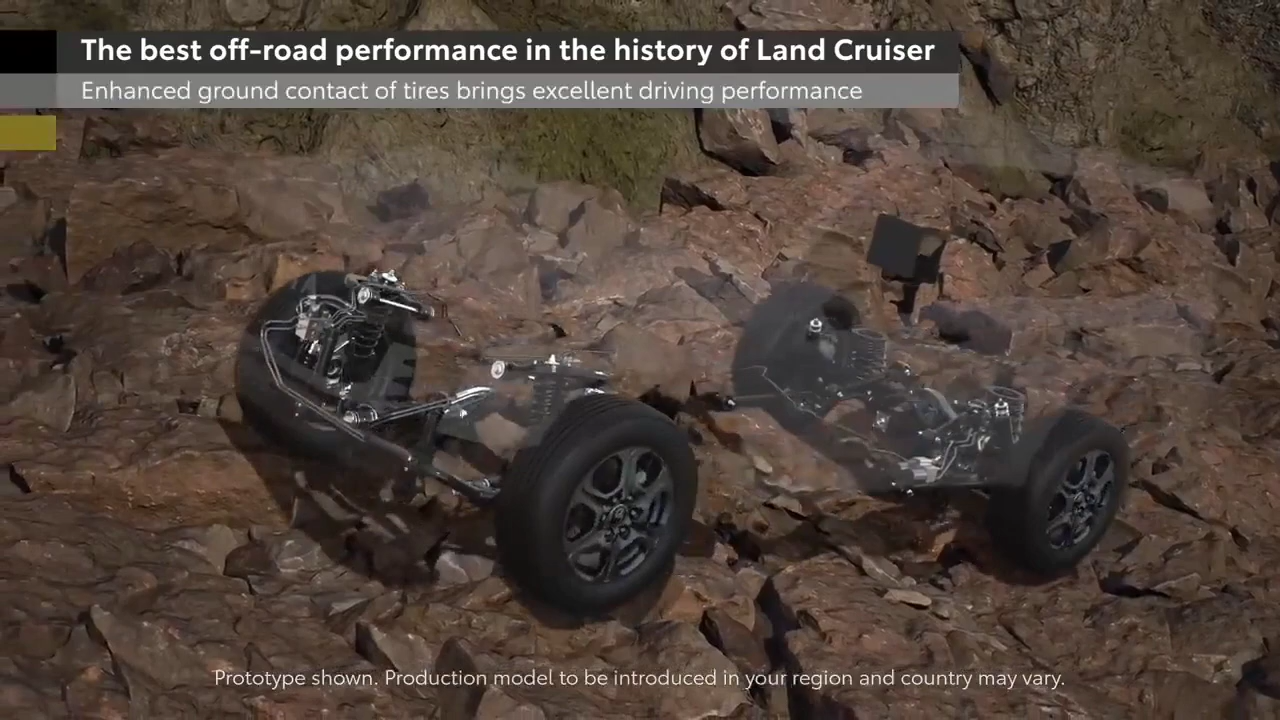 The best off-road performance in the history of Land Cruiser
Enhanced ground contact of tires brings excellent driving performance
Prototype shown. Production model to be introduced in your region and country may vary.